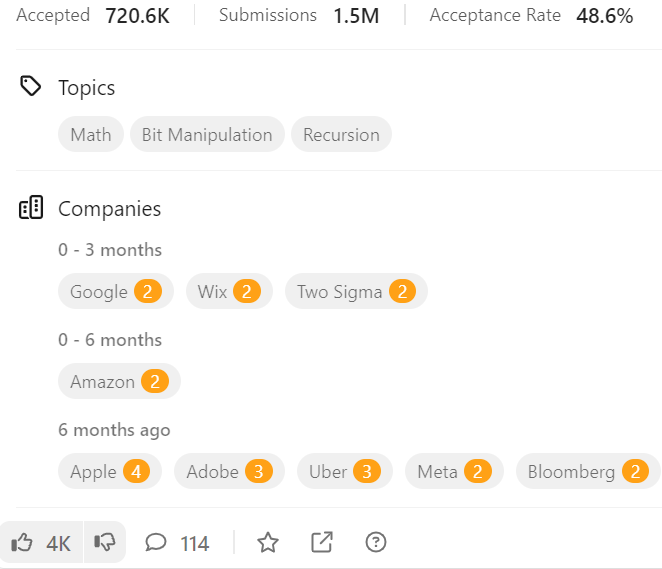 Accepted 720.6K Submissions 1.5M Acceptance Rate 48.6%
Topics
Math Bit Manipulation Recursion
Companies
0 - 3 months
Google 2 Wix 2 Two Sigma 2
0 - 6 months
Amazon 2
6 months ago
Apple 4 Adobe 3 Uber 3 Meta 2 Bloomberg 2
4K 114